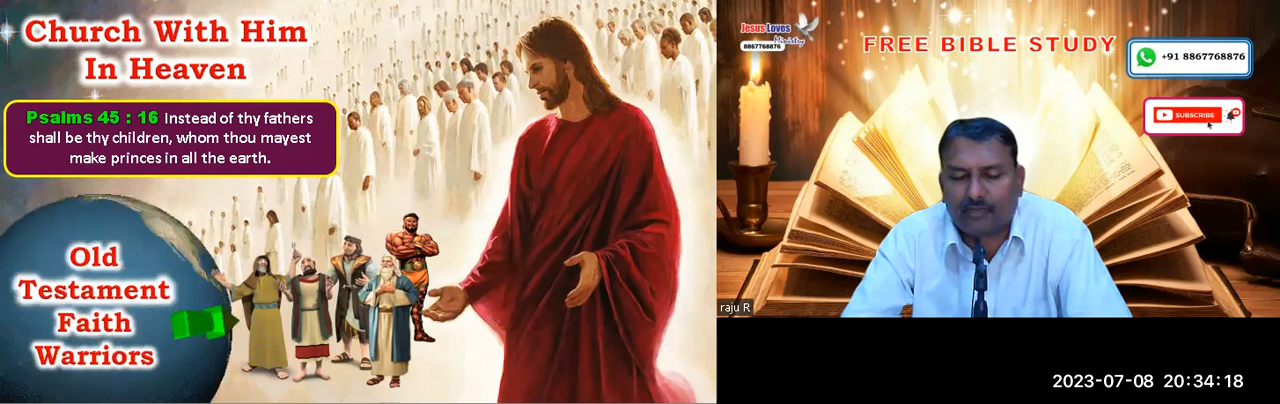 Church With Him
In Heaven
Psalms 45 : 16 Instead of thy fathers
shall be thy children, whom thou mayest
make princes in all the earth.
Old
Testament
Faith
Warriors
Jesus Loves
Ministry
8867768876
FREE BIBLE STUDY
+91 8867768876
SUBSCRIBE
raju R
2023-07-08 20:34:18